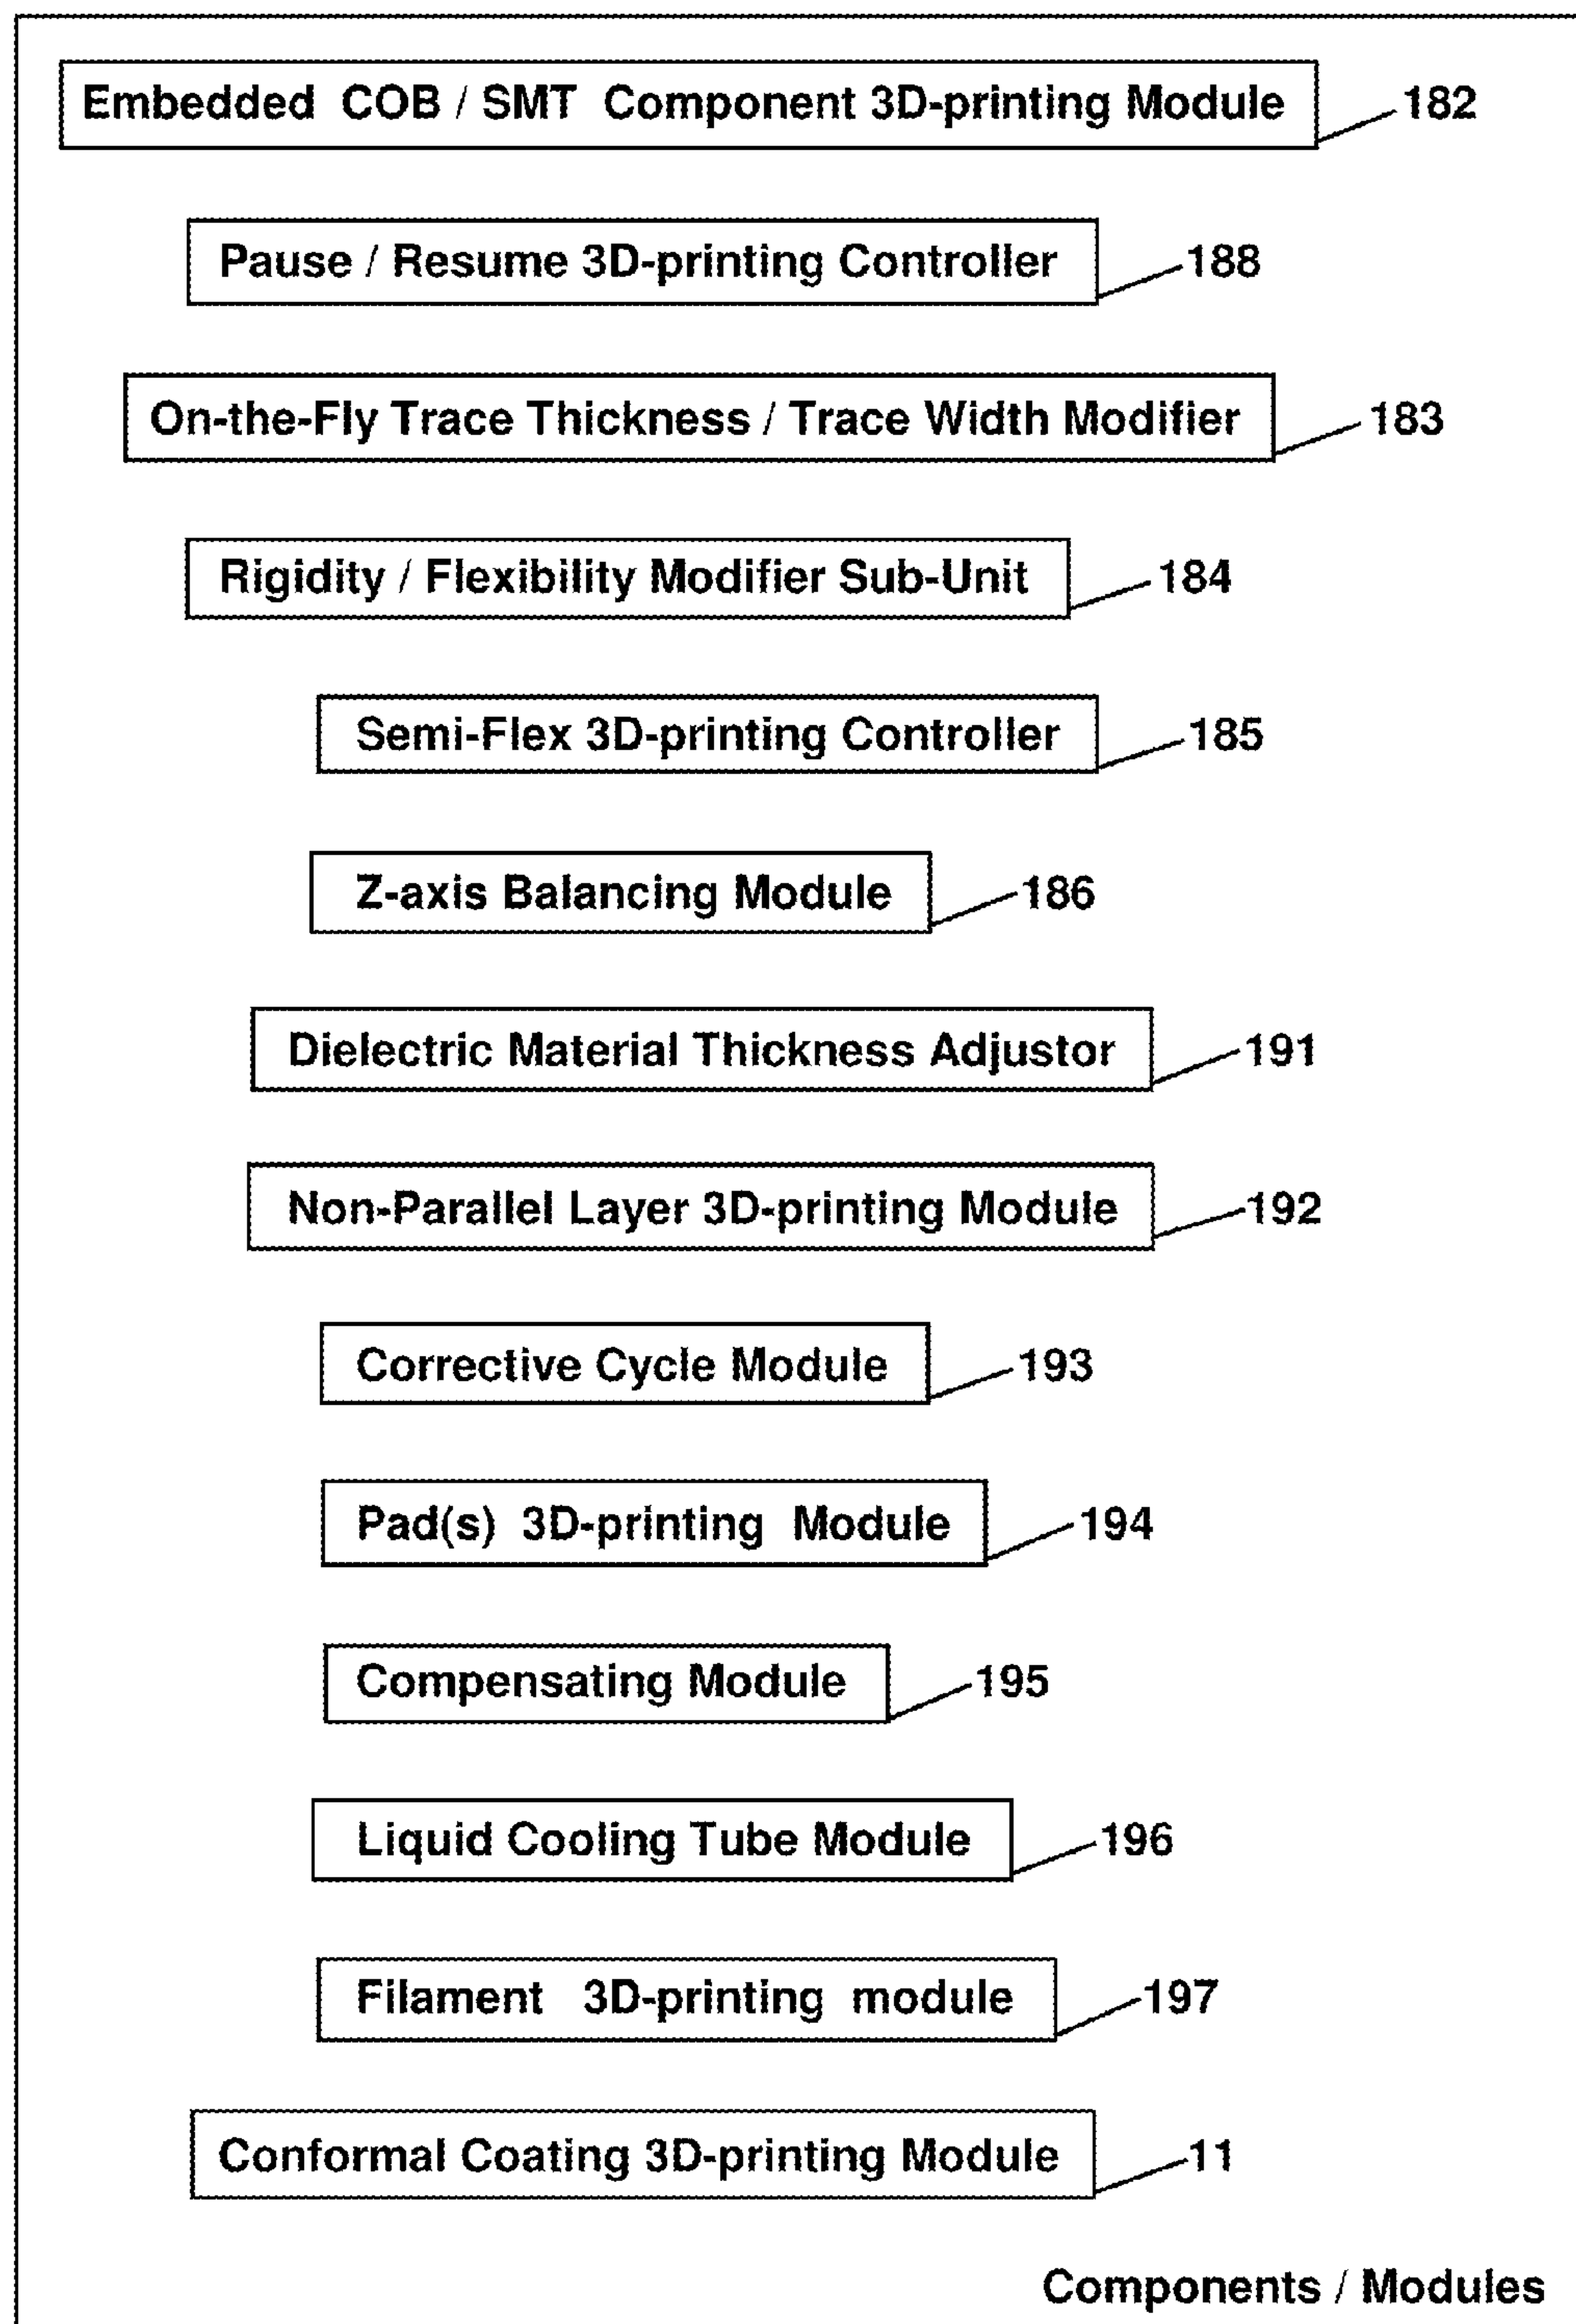 Embedded COB / SMT Component 3D-printing Module 182
Pause / Resume 3D-printing Controller 188
On-the-Fly Trace Thickness / Trace Width Modifier 183
Rigidity / Flexibility Modifier Sub-Unit 184
Semi-Flex 3D-printing Controller 185
Z-axis Balancing Module 186
Dielectric Material Thickness Adjustor 191
Non-Parallel Layer 3D-printing Module 192
Corrective Cycle Module 193
Pad(s) 3D-printing Module 194
Compensating Module 195
Liquid Cooling Tube Module 196
Filament 3D-printing module 197
Conformal Coating 3D-printing Module 11
Components / Modules